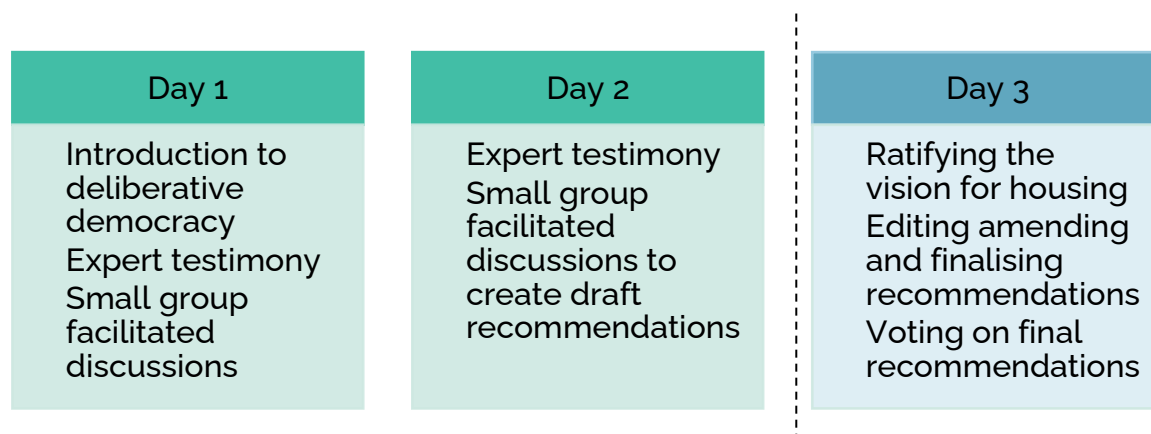 Day 1
Introduction to
deliberative
democracy
Expert testimony
Small group
facilitated
discussions
Day 2
Expert testimony
Small group
facilitated
discussions to
create draft
recommendations
Day 3
Ratifying the
vision for housing
Editing amending
and finalising
recommendations
Voting on final
recommendations